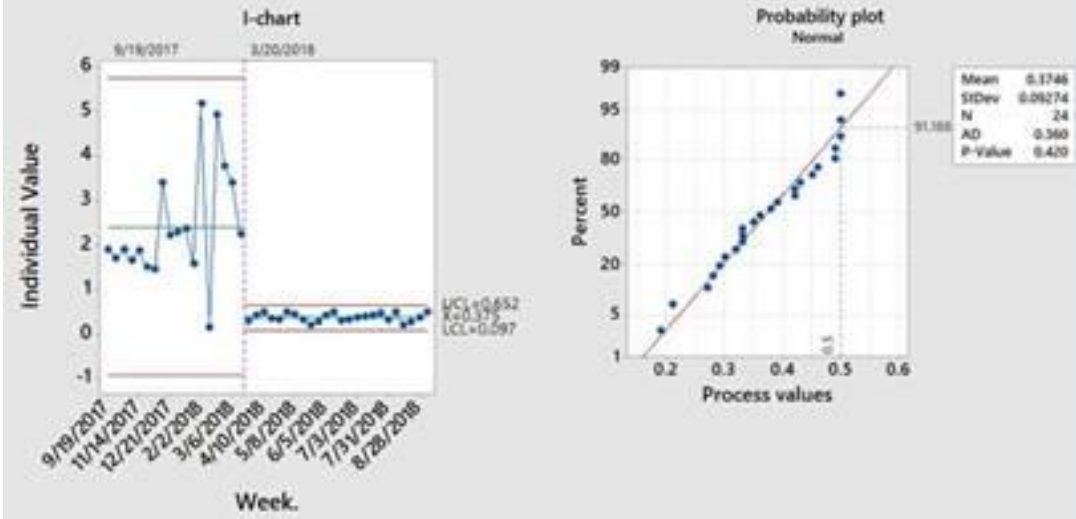 I-chart
9/19/2017 3/20/2018
6
5
4
3
2
1
0
-1
Individual Value
UCL=0.652
X=0.375
LCL=0.097
9/19/2017
11/14/2017
12/21/2017
2/2/2018
3/6/2018
4/10/2018
5/8/2018
6/5/2018
7/3/2018
7/31/2018
8/28/2018
Week.
Probability plot
Normal
99
95
80
50
20
5
1
Percent
91.188
0.5
0.2 0.3 0.4 0.5 0.6
Process values
Mean 0.3746
StDev 0.09274
N 24
AD 0.360
P-Value 0.420